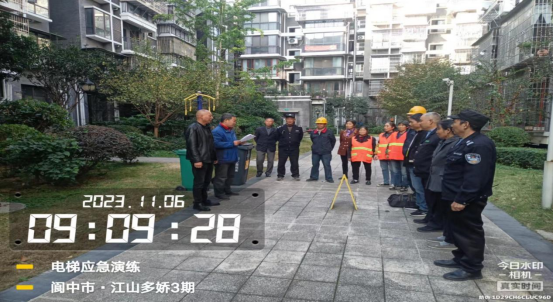 2023.11.06
09:09:28
电梯应急演练
阆中市·江山多娇3期
今日水印
相机
真实时间